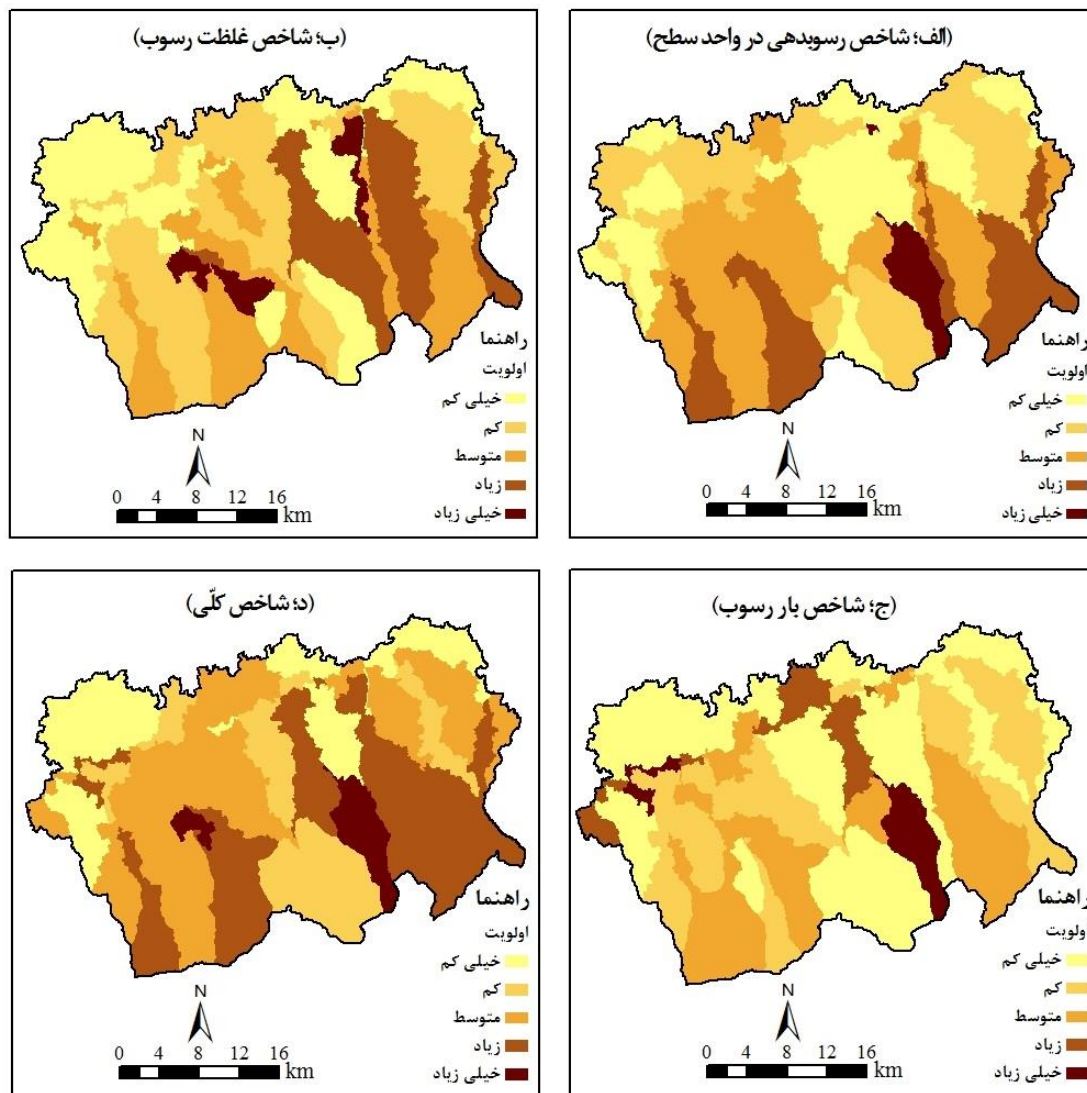 (الف؛ شاخص رسوبدهی در واحد سطح)
راهنما
اولویت
خیلی کم
کم
متوسط
زیاد
خیلی زیاد
N
0 4 8 12 16
km
(ب؛ شاخص غلظت رسوب)
راهنما
اولویت
خیلی کم
کم
متوسط
زیاد
خیلی زیاد
N
0 4 8 12 16
km
(ج؛ شاخص بار رسوب)
راهنما
اولویت
خیلی کم
کم
متوسط
زیاد
خیلی زیاد
N
0 4 8 12 16
km
(د؛ شاخص کلّی)
راهنما
اولویت
خیلی کم
کم
متوسط
زیاد
خیلی زیاد
N
0 4 8 12 16
km